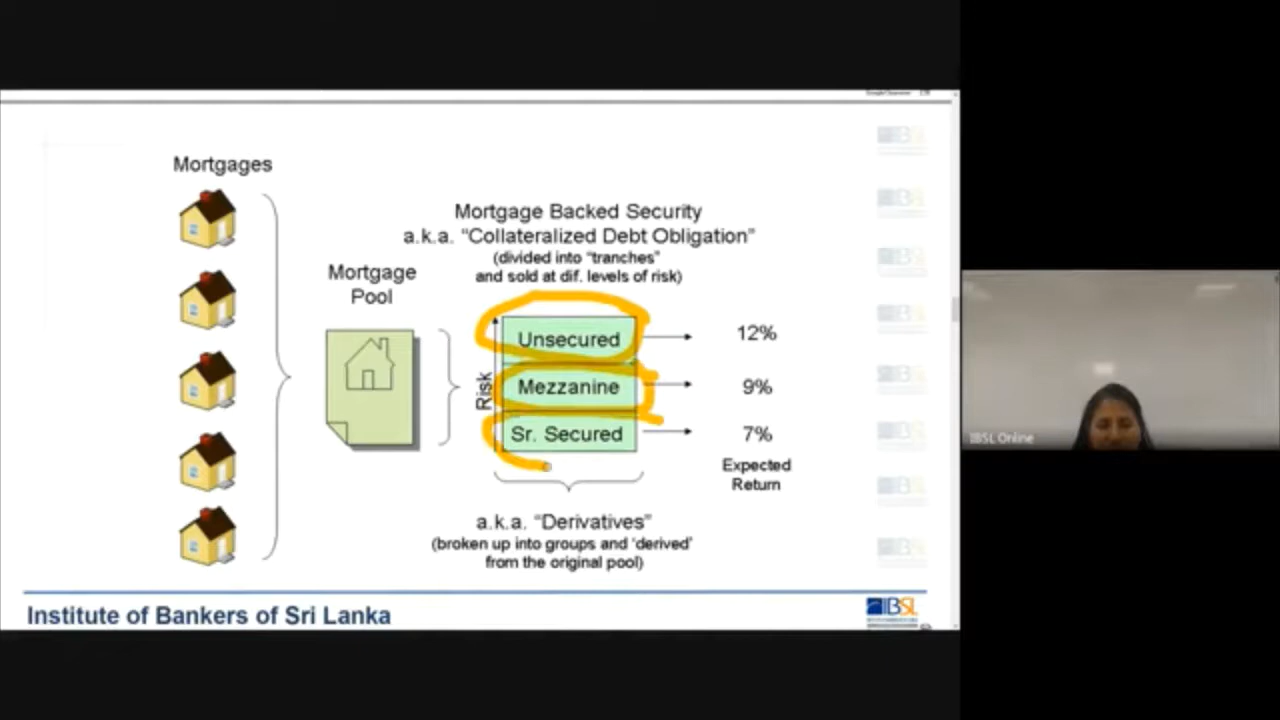 Mortgages
Mortgage Backed Security
a.k.a. “Collateralized Debt Obligation”
(divided into “tranches”
and sold at dif. levels of risk)
Mortgage
Pool
Risk
Unsecured
12%
Mezzanine
9%
Sr. Secured
7%
Expected
Return
a.k.a. “Derivatives”
(broken up into groups and ‘derived’
from the original pool)
Institute of Bankers of Sri Lanka
IBSL
IBSL Online